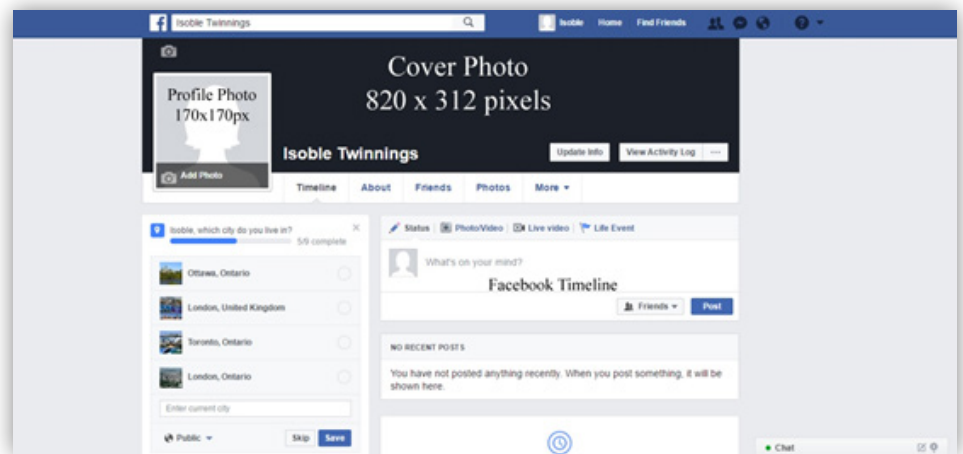 f Isoble Twinnings
Isoble Home Find Friends
Cover Photo
820 x 312 pixels
Profile Photo
170x170px
Add Photo
Isoble Twinnings
Update Info View Activity Log ...
Timeline About Friends Photos More
Isoble, which city do you live in?
5/9 complete
Ottawa, Ontario
London, United Kingdom
Toronto, Ontario
London, Ontario
Enter current city
Public Skip Save
Status Photo/Video Live video Life Event
What's on your mind?
Facebook Timeline
Friends Post
NO RECENT POSTS
You have not posted anything recently. When you post something, it will be
shown here.
Chat